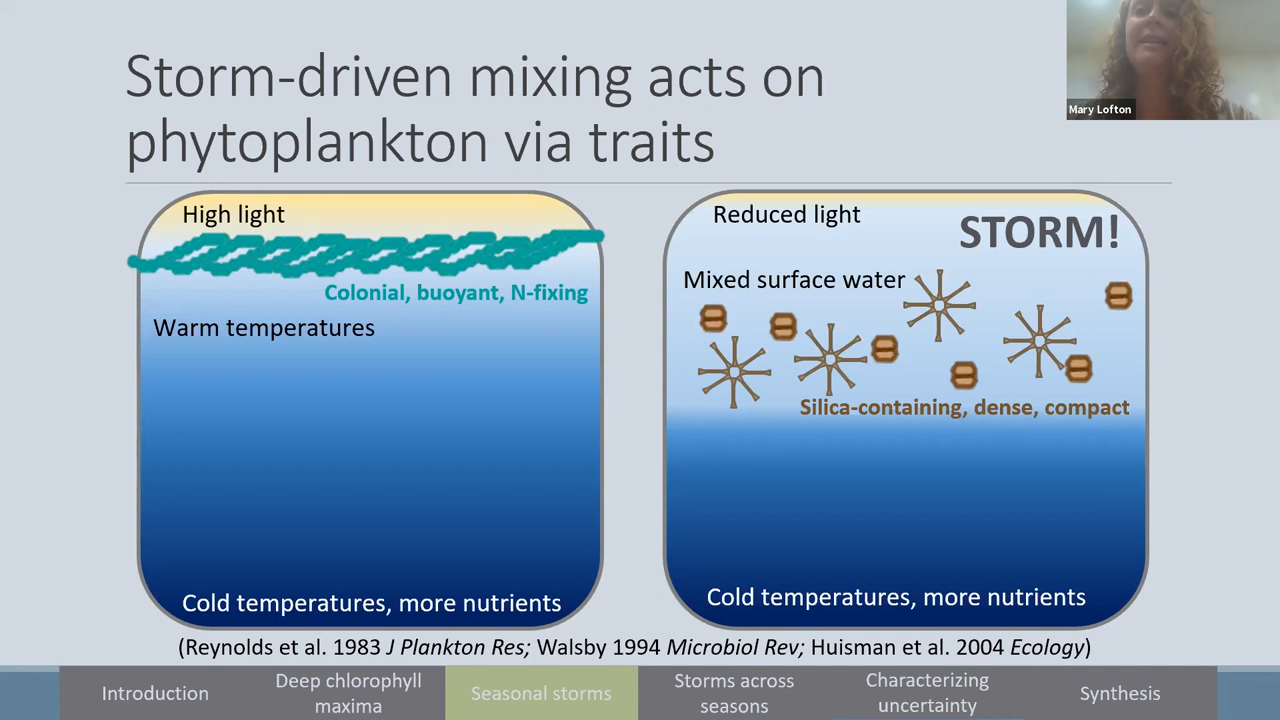 Storm-driven mixing acts on
phytoplankton via traits
Mary Lofton
High light
Colonial, buoyant, N-fixing
Warm temperatures
Cold temperatures, more nutrients
Reduced light
STORM!
Mixed surface water
Silica-containing, dense, compact
Cold temperatures, more nutrients
(Reynolds et al. 1983 J Plankton Res; Walsby 1994 Microbiol Rev; Huisman et al. 2004 Ecology)
Introduction
Deep chlorophyll
maxima
Seasonal storms
Storms across
seasons
Characterizing
uncertainty
Synthesis